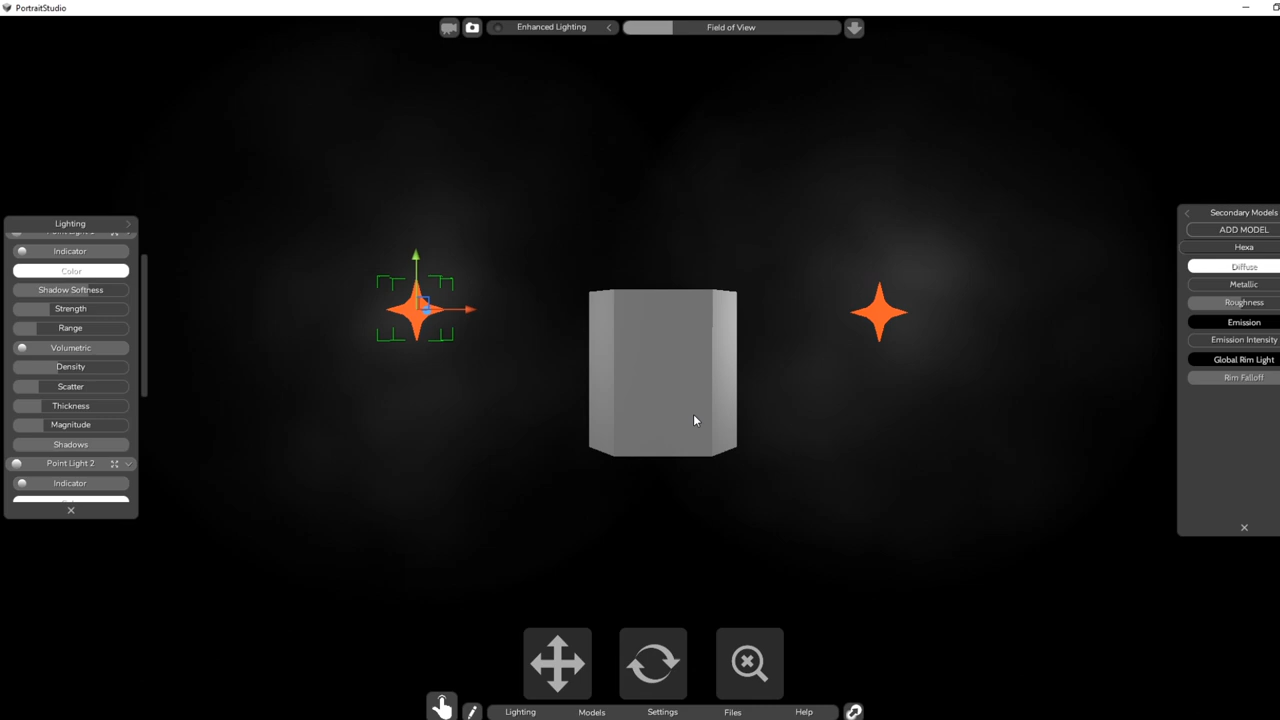 PortraitStudio
Enhanced Lighting
Field of View
Lighting
Indicator
Color
Shadow Softness
Strength
Range
Volumetric
Density
Scatter
Thickness
Magnitude
Shadows
Point Light 2
Indicator
Secondary Models
ADD MODEL
Hexa
Diffuse
Metallic
Roughness
Emission
Emission Intensity
Global Rim Light
Rim Falloff
Lighting
Models
Settings
Files
Help